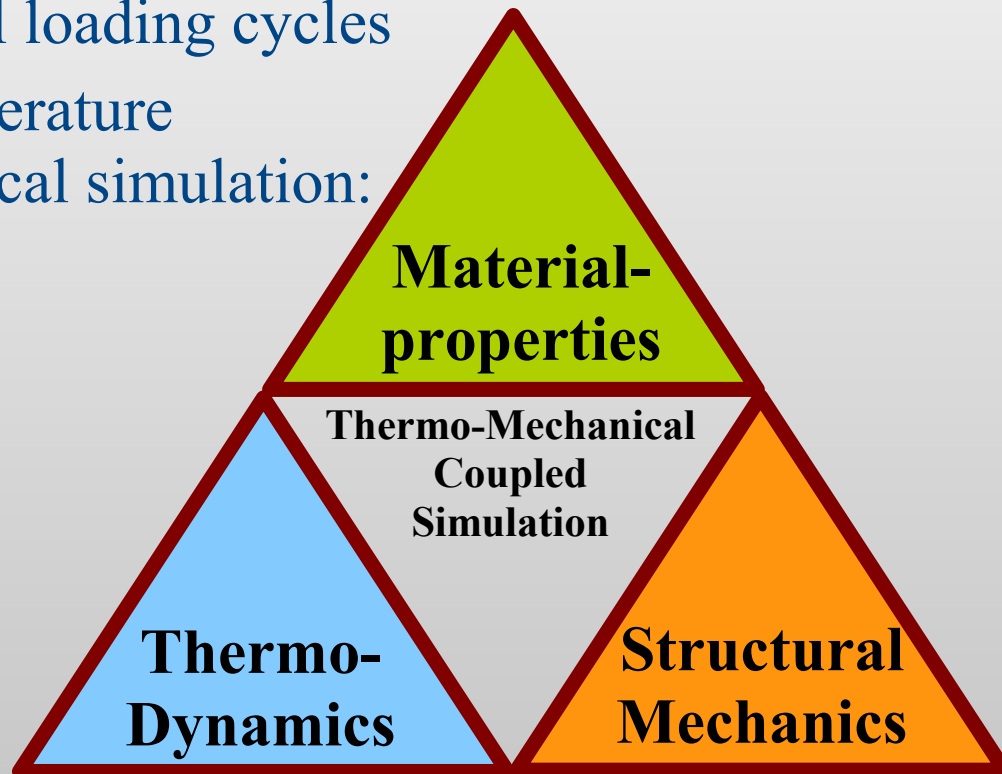 l loading cycles
erature
cal simulation:
Material-
properties
Thermo-Mechanical
Coupled
Simulation
Thermo-
Dynamics
Structural
Mechanics